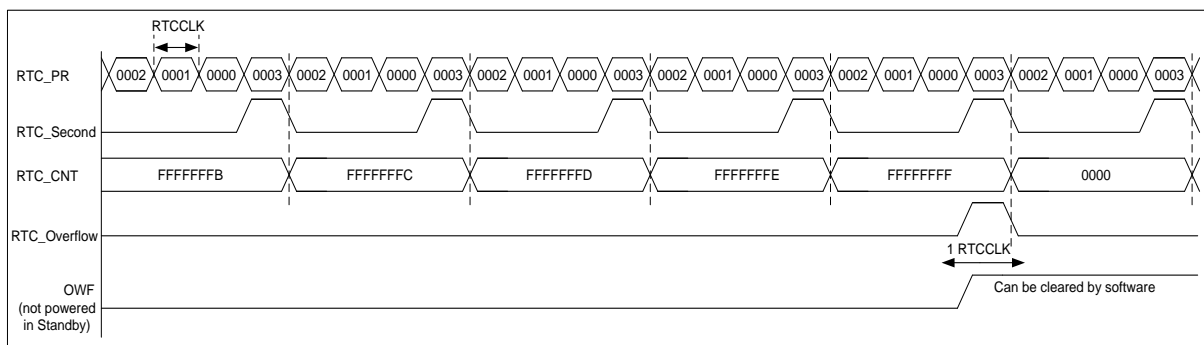 RTCCLK
RTC_PR 0002 0001 0000 0003 0002 0001 0000 0003 0002 0001 0000 0003 0002 0001 0000 0003 0002 0001 0000 0003 0002 0001 0000 0003
RTC_Second
RTC_CNT FFFFFFFB FFFFFFFC FFFFFFFD FFFFFFFE FFFFFFFF 0000
RTC_Overflow
1 RTCCLK
OWF
(not powered
in Standby)
Can be cleared by software